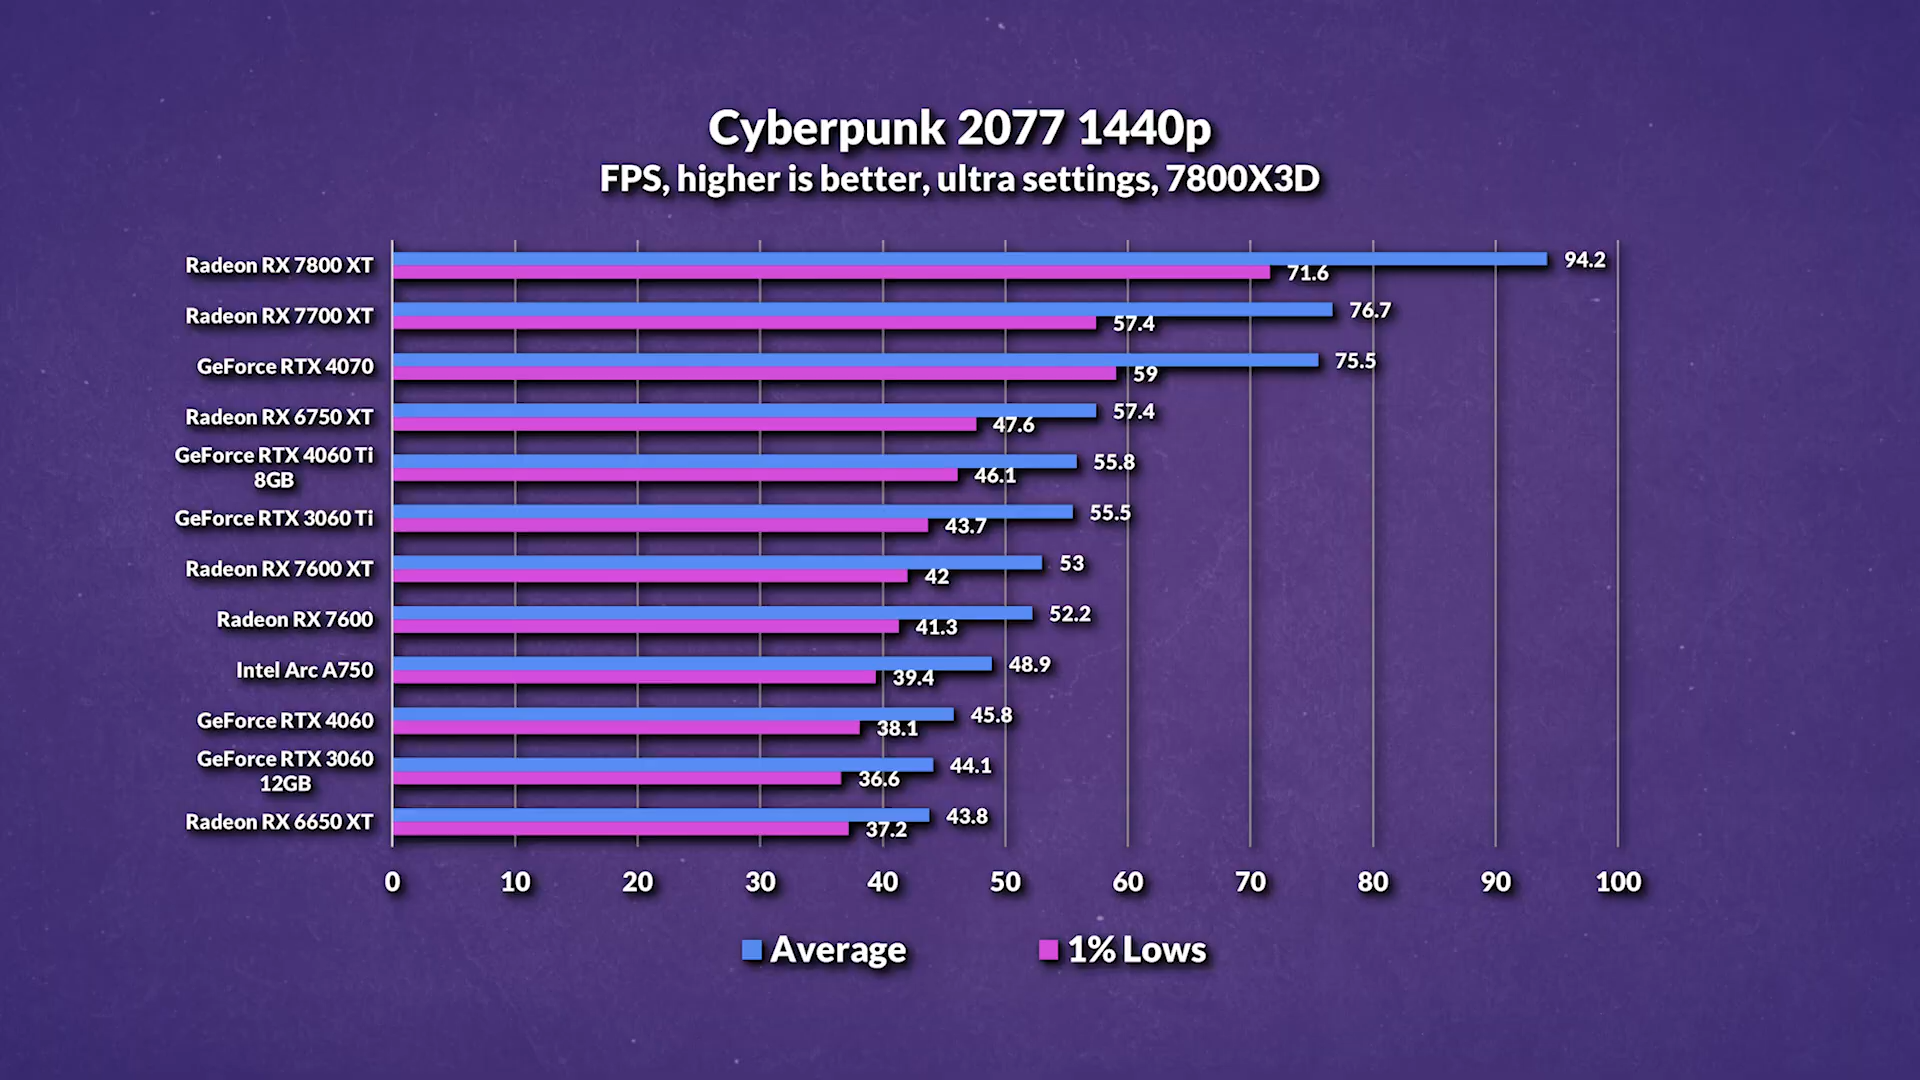 Cyberpunk 2077 1440p
FPS, higher is better, ultra settings, 7800X3D
Radeon RX 7800 XT
94.2
71.6
Radeon RX 7700 XT
76.7
57.4
GeForce RTX 4070
75.5
59
Radeon RX 6750 XT
57.4
47.6
GeForce RTX 4060 Ti
8GB
55.8
46.1
GeForce RTX 3060 Ti
55.5
43.7
Radeon RX 7600 XT
53
42
Radeon RX 7600
52.2
41.3
Intel Arc A750
48.9
39.4
GeForce RTX 4060
45.8
38.1
GeForce RTX 3060
12GB
44.1
36.6
Radeon RX 6650 XT
43.8
37.2
0 10 20 30 40 50 60 70 80 90 100
Average 1% Lows